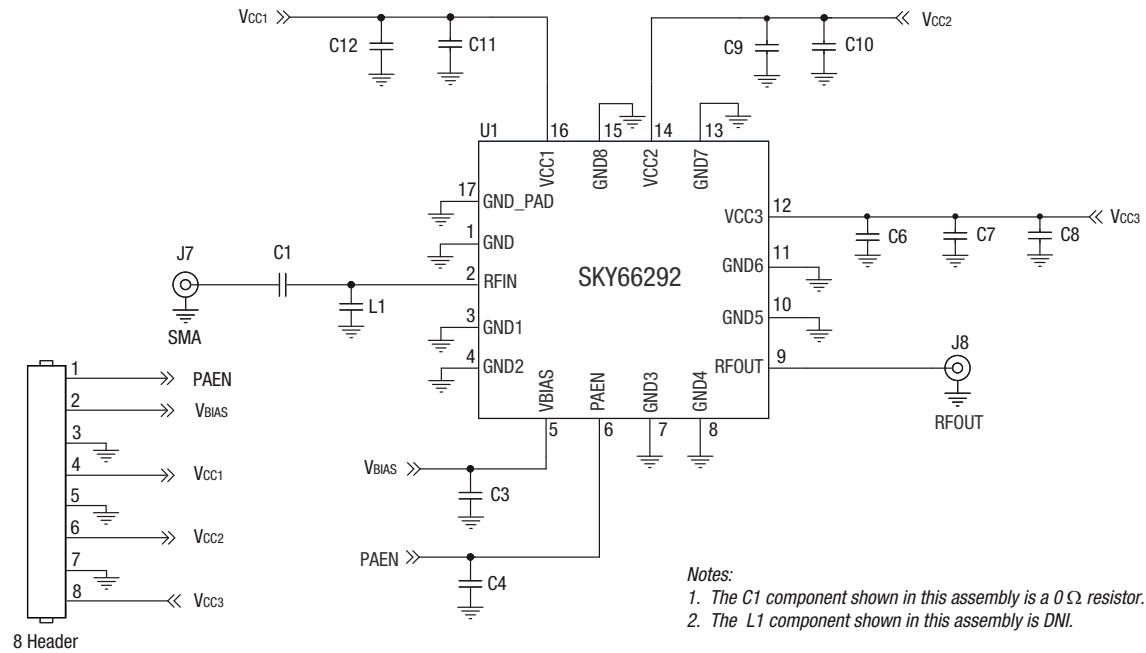 VCC1
C12
C11
C9
C10
VCC2
U1
16
15
14
13
VCC1
GND8
VCC2
GND7
17
GND_PAD
1
GND
2
RFIN
3
GND1
4
GND2
SKY66292
VCC3
12
GND6
11
GND5
10
RFOUT
9
C6
C7
C8
VCC3
J7
SMA
C1
L1
J8
RFOUT
VBIAS
PAEN
GND3
GND4
5
6
7
8
VBIAS
C3
PAEN
C4
1
PAEN
2
VBIAS
3
4
VCC1
5
6
VCC2
7
8
VCC3
8 Header
Notes:
1. The C1 component shown in this assembly is a 0 Ω resistor.
2. The L1 component shown in this assembly is DNI.